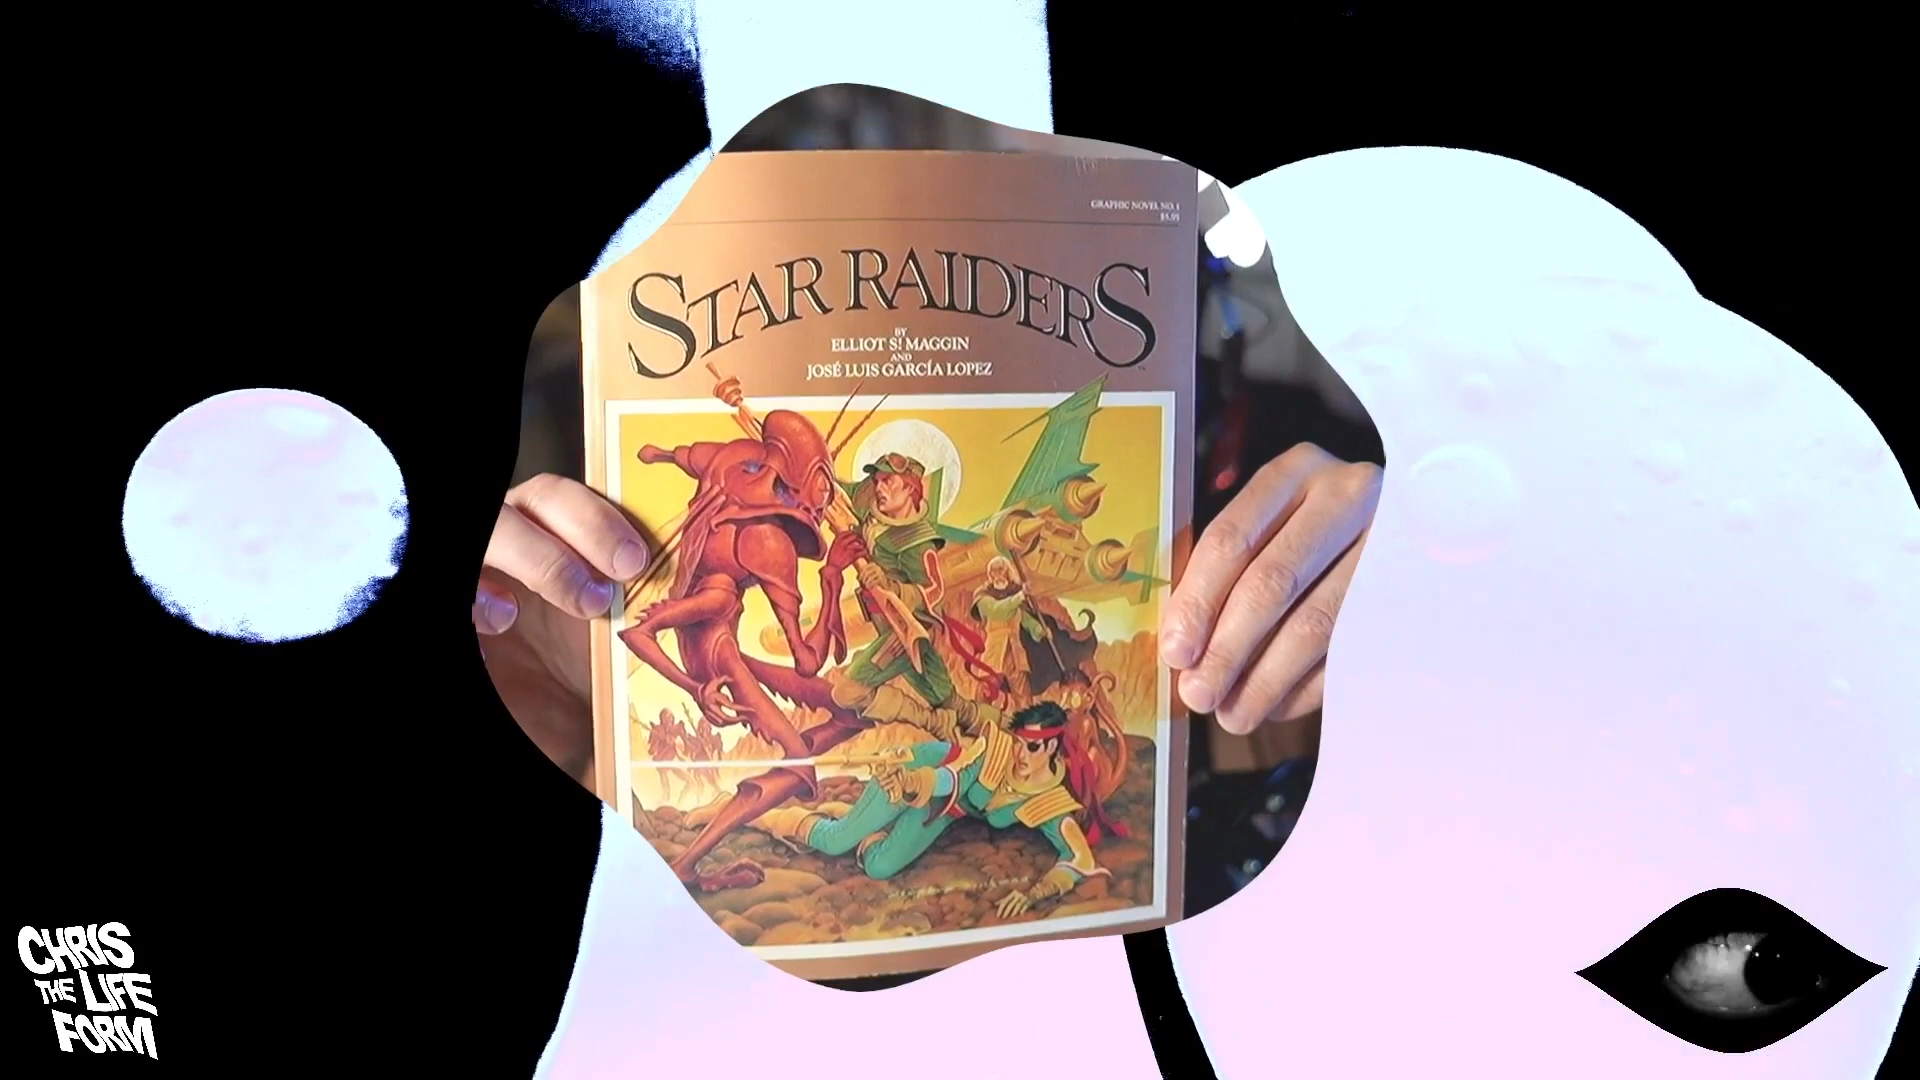 GRAPHIC NOVEL NO. 1
$5.95
STAR RAIDERS
BY
ELLIOT S! MAGGIN
AND
JOSÉ LUIS GARCÍA LOPEZ
CHRIS
THE LIFE
FORM